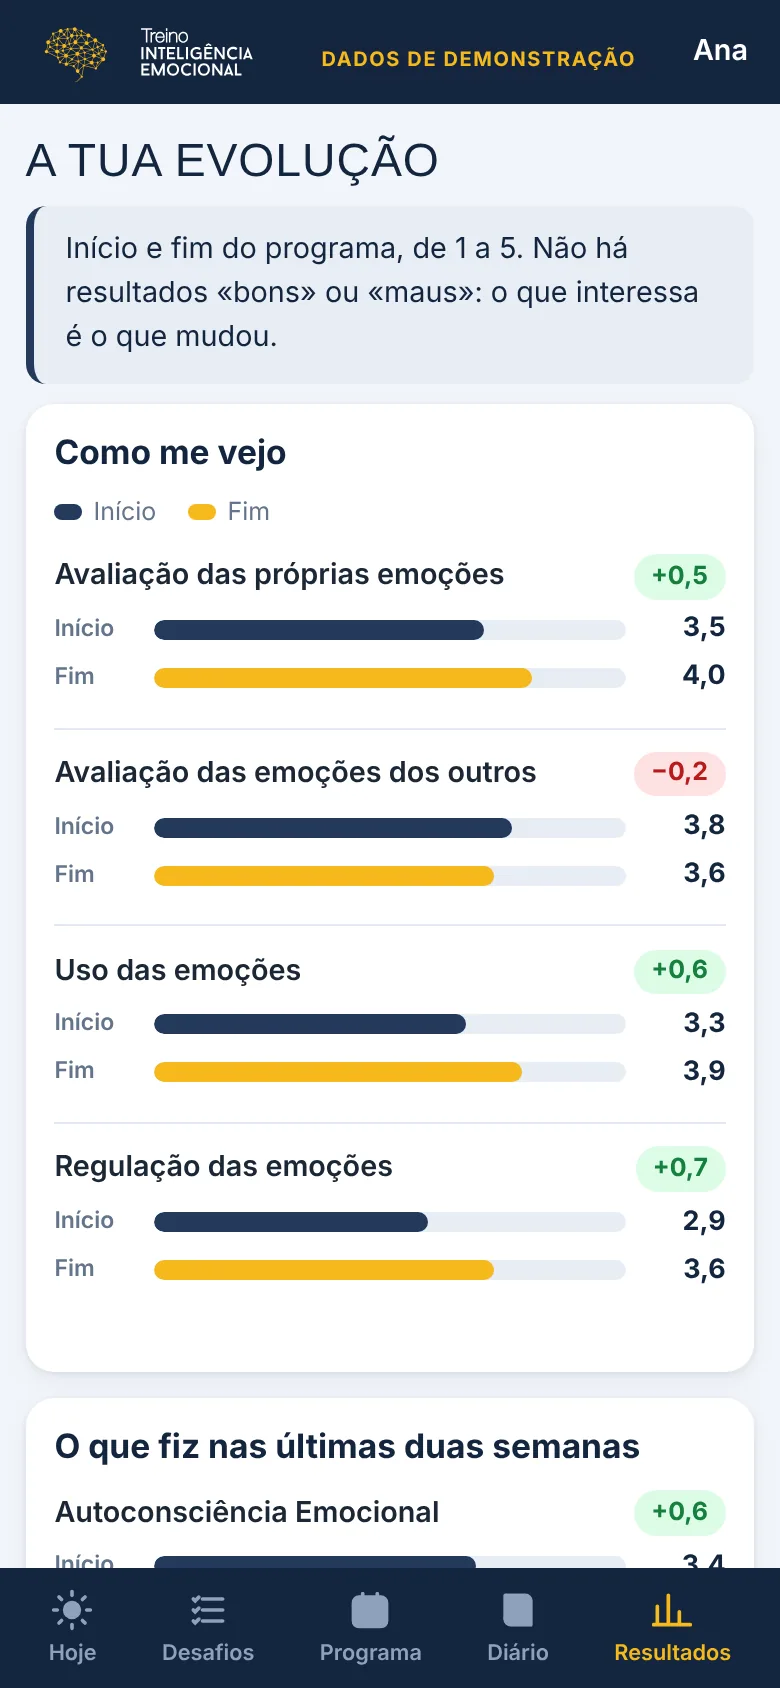 Treino
INTELIGÊNCIA
EMOCIONAL
DADOS DE DEMONSTRAÇÃO
Ana
A TUA EVOLUÇÃO
Início e fim do programa, de 1 a 5. Não há
resultados «bons» ou «maus»: o que interessa
é o que mudou.
Como me vejo
Início
Fim
Avaliação das próprias emoções
+0,5
Início
3,5
Fim
4,0
Avaliação das emoções dos outros
−0,2
Início
3,8
Fim
3,6
Uso das emoções
+0,6
Início
3,3
Fim
3,9
Regulação das emoções
+0,7
Início
2,9
Fim
3,6
O que fiz nas últimas duas semanas
Autoconsciência Emocional
+0,6
Início
3,4
Hoje
Desafios
Programa
Diário
Resultados